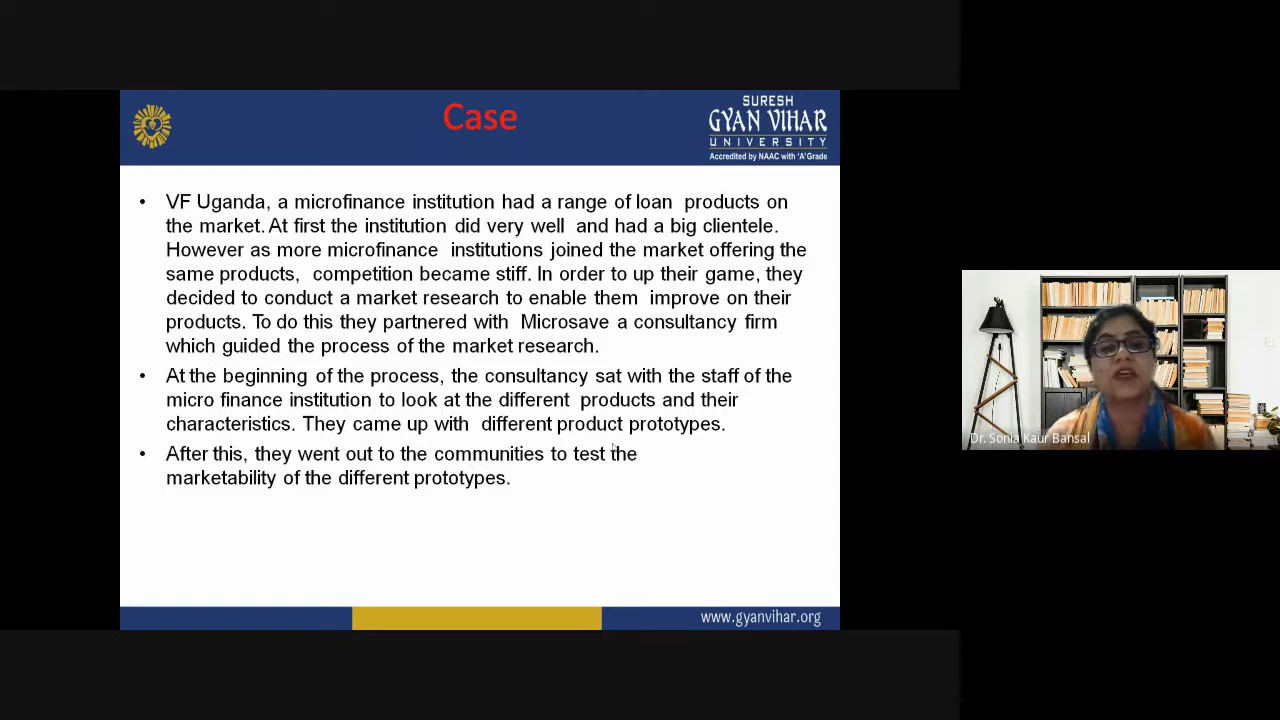 Case
SURESH
GYAN VIHAR
UNIVERSITY
Accredited by NAAC with 'A' Grade
• VF Uganda, a microfinance institution had a range of loan products on
the market. At first the institution did very well and had a big clientele.
However as more microfinance institutions joined the market offering the
same products, competition became stiff. In order to up their game, they
decided to conduct a market research to enable them improve on their
products. To do this they partnered with Microsave a consultancy firm
which guided the process of the market research.
• At the beginning of the process, the consultancy sat with the staff of the
micro finance institution to look at the different products and their
characteristics. They came up with different product prototypes.
• After this, they went out to the communities to test the
marketability of the different prototypes.
www.gyanvihar.org
Dr. Sonia Kaur Bansal